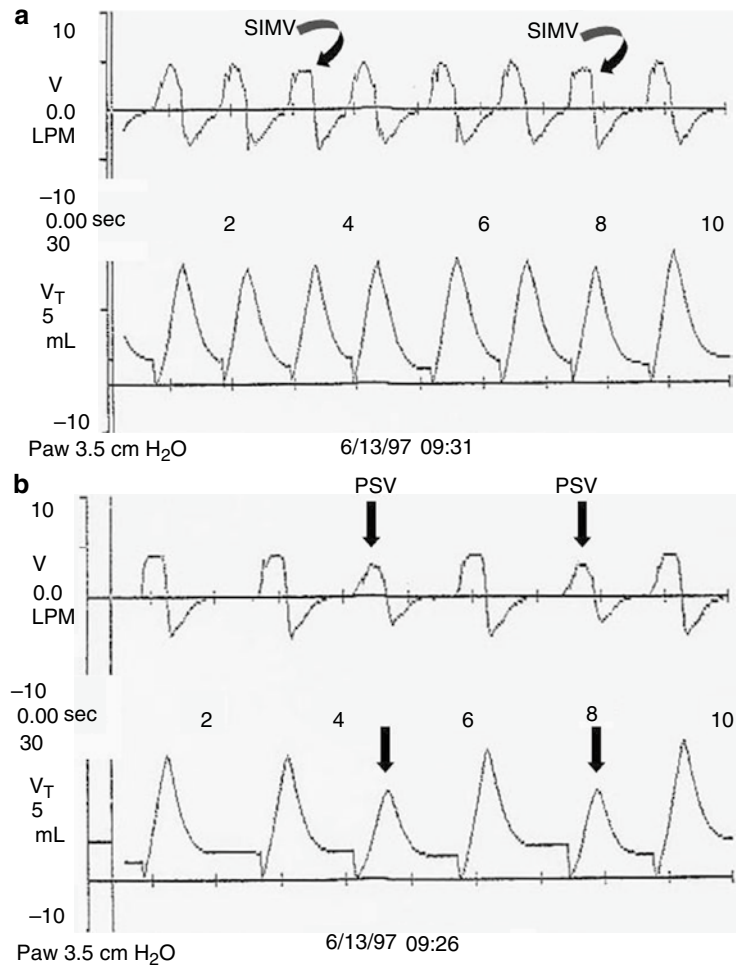 a
SIMV SIMV
10
V
0.0
LPM
–10
0.00 sec 2 4 6 8 10
30
VT
5
mL
–10
Paw 3.5 cm H2O 6/13/97 09:31
b
PSV PSV
10
V
0.0
LPM
–10
0.00 sec 2 4 6 8 10
30
VT
5
mL
–10
Paw 3.5 cm H2O 6/13/97 09:26